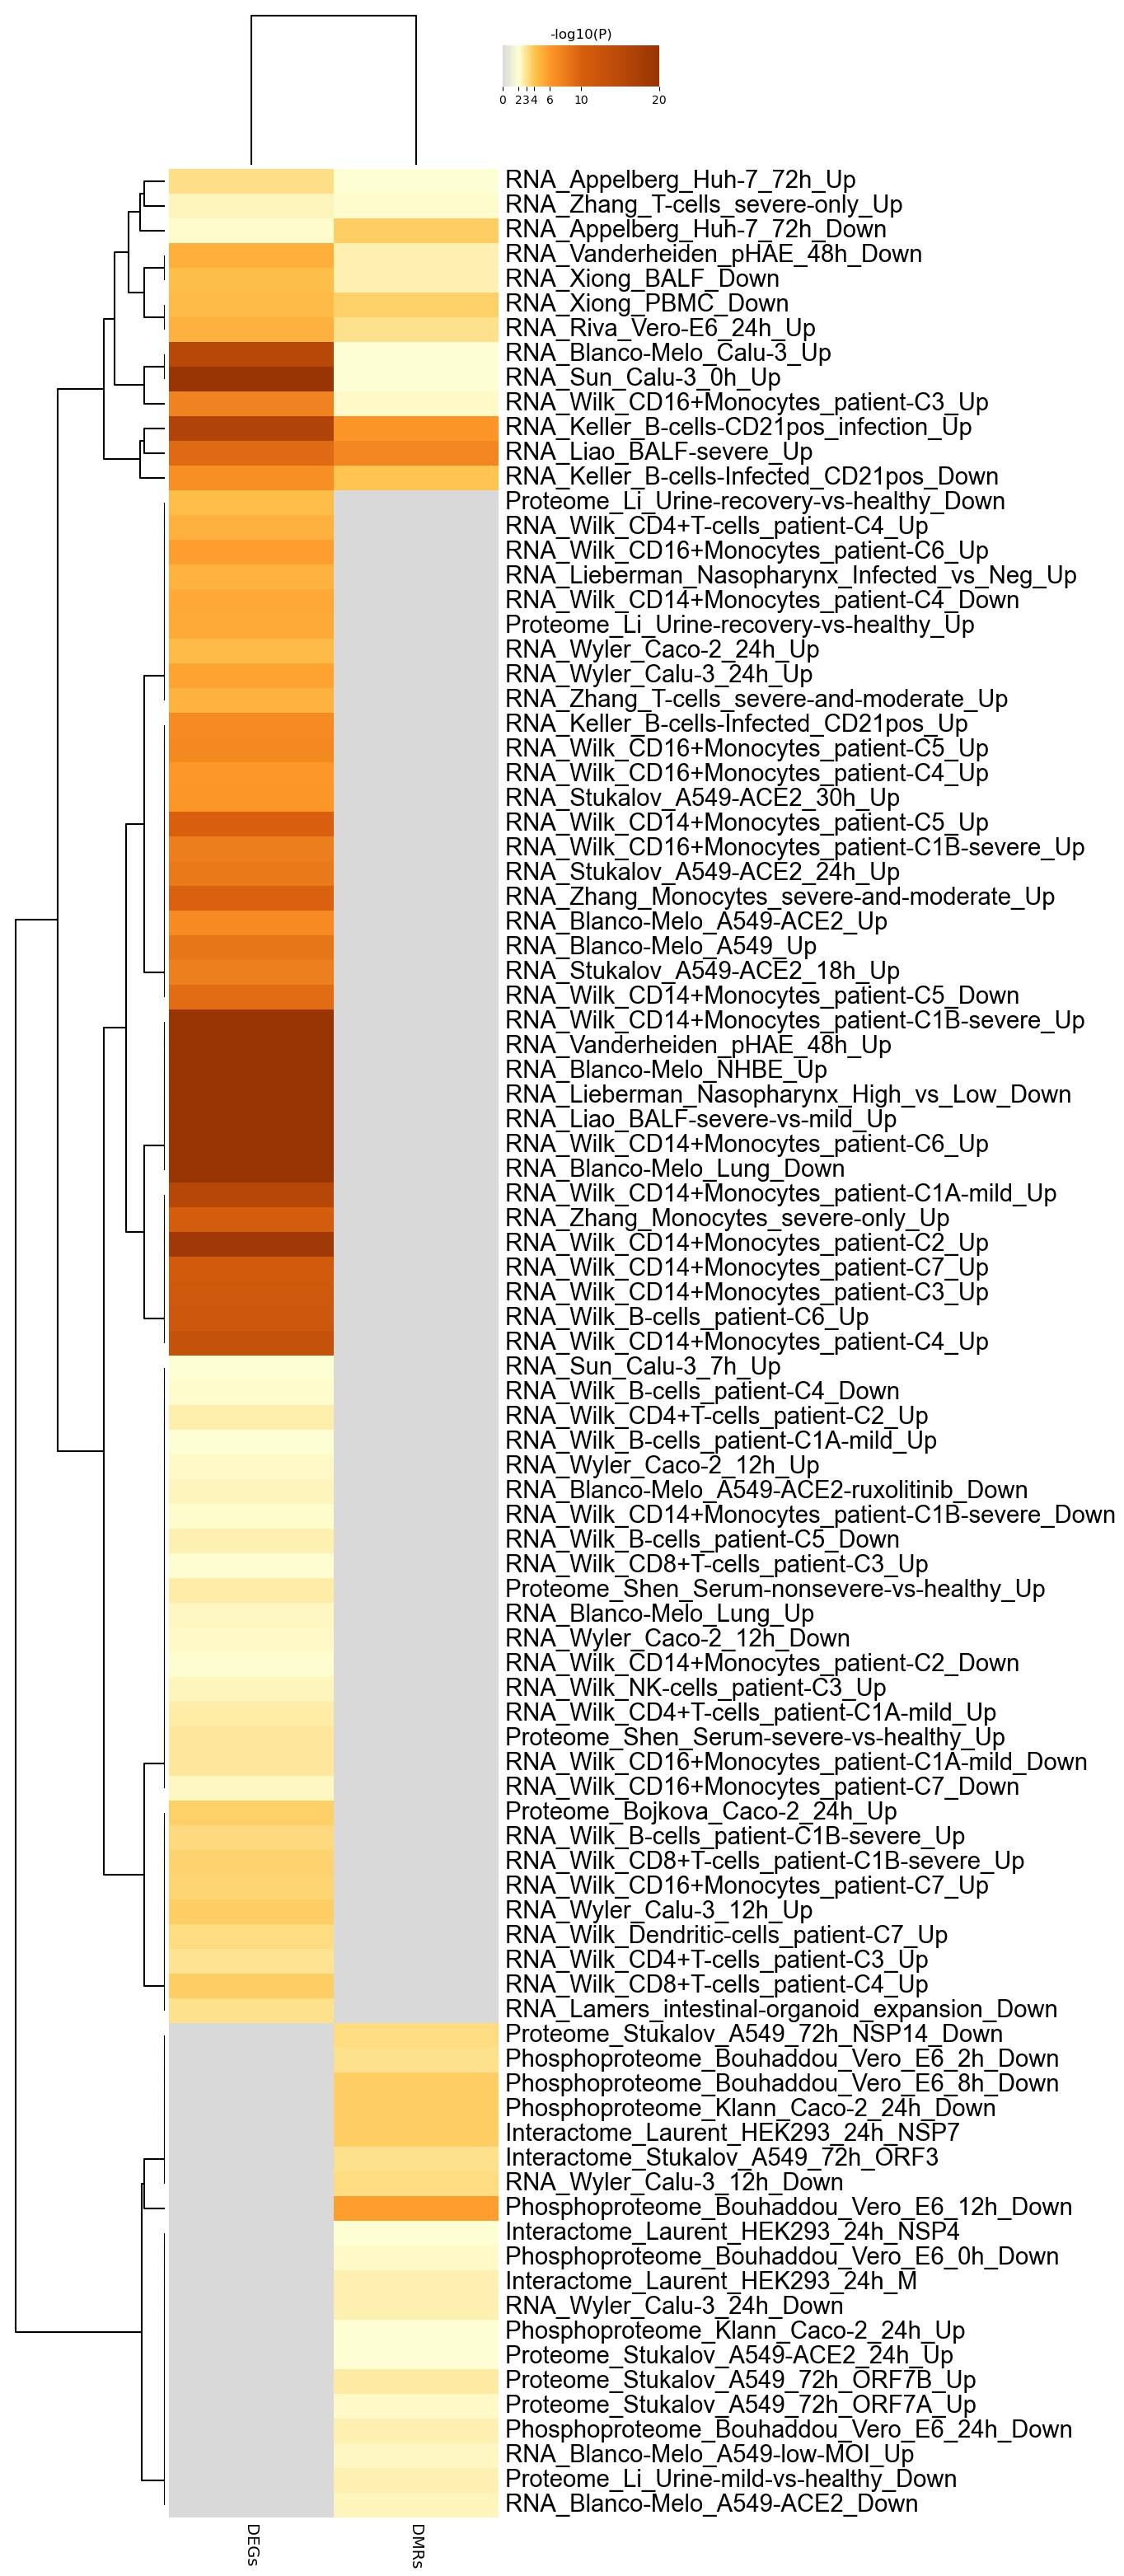 -log10(P)
0 2 3 4 6 10 20
RNA_Appelberg_Huh-7_72h_Up
RNA_Zhang_T-cells_severe-only_Up
RNA_Appelberg_Huh-7_72h_Down
RNA_Vanderheiden_pHAE_48h_Down
RNA_Xiong_BALF_Down
RNA_Xiong_PBMC_Down
RNA_Riva_Vero-E6_24h_Up
RNA_Blanco-Melo_Calu-3_Up
RNA_Sun_Calu-3_0h_Up
RNA_Wilk_CD16+Monocytes_patient-C3_Up
RNA_Keller_B-cells-CD21pos_infection_Up
RNA_Liao_BALF-severe_Up
RNA_Keller_B-cells-Infected_CD21pos_Down
Proteome_Li_Urine-recovery-vs-healthy_Down
RNA_Wilk_CD4+T-cells_patient-C4_Up
RNA_Wilk_CD16+Monocytes_patient-C6_Up
RNA_Lieberman_Nasopharynx_Infected_vs_Neg_Up
RNA_Wilk_CD14+Monocytes_patient-C4_Down
Proteome_Li_Urine-recovery-vs-healthy_Up
RNA_Wyler_Caco-2_24h_Up
RNA_Wyler_Calu-3_24h_Up
RNA_Zhang_T-cells_severe-and-moderate_Up
RNA_Keller_B-cells-Infected_CD21pos_Up
RNA_Wilk_CD16+Monocytes_patient-C5_Up
RNA_Wilk_CD16+Monocytes_patient-C4_Up
RNA_Stukalov_A549-ACE2_30h_Up
RNA_Wilk_CD14+Monocytes_patient-C5_Up
RNA_Wilk_CD16+Monocytes_patient-C1B-severe_Up
RNA_Stukalov_A549-ACE2_24h_Up
RNA_Zhang_Monocytes_severe-and-moderate_Up
RNA_Blanco-Melo_A549-ACE2_Up
RNA_Blanco-Melo_A549_Up
RNA_Stukalov_A549-ACE2_18h_Up
RNA_Wilk_CD14+Monocytes_patient-C5_Down
RNA_Wilk_CD14+Monocytes_patient-C1B-severe_Up
RNA_Vanderheiden_pHAE_48h_Up
RNA_Blanco-Melo_NHBE_Up
RNA_Lieberman_Nasopharynx_High_vs_Low_Down
RNA_Liao_BALF-severe-vs-mild_Up
RNA_Wilk_CD14+Monocytes_patient-C6_Up
RNA_Blanco-Melo_Lung_Down
RNA_Wilk_CD14+Monocytes_patient-C1A-mild_Up
RNA_Zhang_Monocytes_severe-only_Up
RNA_Wilk_CD14+Monocytes_patient-C2_Up
RNA_Wilk_CD14+Monocytes_patient-C7_Up
RNA_Wilk_CD14+Monocytes_patient-C3_Up
RNA_Wilk_B-cells_patient-C6_Up
RNA_Wilk_CD14+Monocytes_patient-C4_Up
RNA_Sun_Calu-3_7h_Up
RNA_Wilk_B-cells_patient-C4_Down
RNA_Wilk_CD4+T-cells_patient-C2_Up
RNA_Wilk_B-cells_patient-C1A-mild_Up
RNA_Wyler_Caco-2_12h_Up
RNA_Blanco-Melo_A549-ACE2-ruxolitinib_Down
RNA_Wilk_CD14+Monocytes_patient-C1B-severe_Down
RNA_Wilk_B-cells_patient-C5_Down
RNA_Wilk_CD8+T-cells_patient-C3_Up
Proteome_Shen_Serum-nonsevere-vs-healthy_Up
RNA_Blanco-Melo_Lung_Up
RNA_Wyler_Caco-2_12h_Down
RNA_Wilk_CD14+Monocytes_patient-C2_Down
RNA_Wilk_NK-cells_patient-C3_Up
RNA_Wilk_CD4+T-cells_patient-C1A-mild_Up
Proteome_Shen_Serum-severe-vs-healthy_Up
RNA_Wilk_CD16+Monocytes_patient-C1A-mild_Down
RNA_Wilk_CD16+Monocytes_patient-C7_Down
Proteome_Bojkova_Caco-2_24h_Up
RNA_Wilk_B-cells_patient-C1B-severe_Up
RNA_Wilk_CD8+T-cells_patient-C1B-severe_Up
RNA_Wilk_CD16+Monocytes_patient-C7_Up
RNA_Wyler_Calu-3_12h_Up
RNA_Wilk_Dendritic-cells_patient-C7_Up
RNA_Wilk_CD4+T-cells_patient-C3_Up
RNA_Wilk_CD8+T-cells_patient-C4_Up
RNA_Lamers_intestinal-organoid_expansion_Down
Proteome_Stukalov_A549_72h_NSP14_Down
Phosphoproteome_Bouhaddou_Vero_E6_2h_Down
Phosphoproteome_Bouhaddou_Vero_E6_8h_Down
Phosphoproteome_Klann_Caco-2_24h_Down
Interactome_Laurent_HEK293_24h_NSP7
Interactome_Stukalov_A549_72h_ORF3
RNA_Wyler_Calu-3_12h_Down
Phosphoproteome_Bouhaddou_Vero_E6_12h_Down
Interactome_Laurent_HEK293_24h_NSP4
Phosphoproteome_Bouhaddou_Vero_E6_0h_Down
Interactome_Laurent_HEK293_24h_M
RNA_Wyler_Calu-3_24h_Down
Phosphoproteome_Klann_Caco-2_24h_Up
Proteome_Stukalov_A549-ACE2_24h_Up
Proteome_Stukalov_A549_72h_ORF7B_Up
Proteome_Stukalov_A549_72h_ORF7A_Up
Phosphoproteome_Bouhaddou_Vero_E6_24h_Down
RNA_Blanco-Melo_A549-low-MOI_Up
Proteome_Li_Urine-mild-vs-healthy_Down
RNA_Blanco-Melo_A549-ACE2_Down
DEGs
DMRs